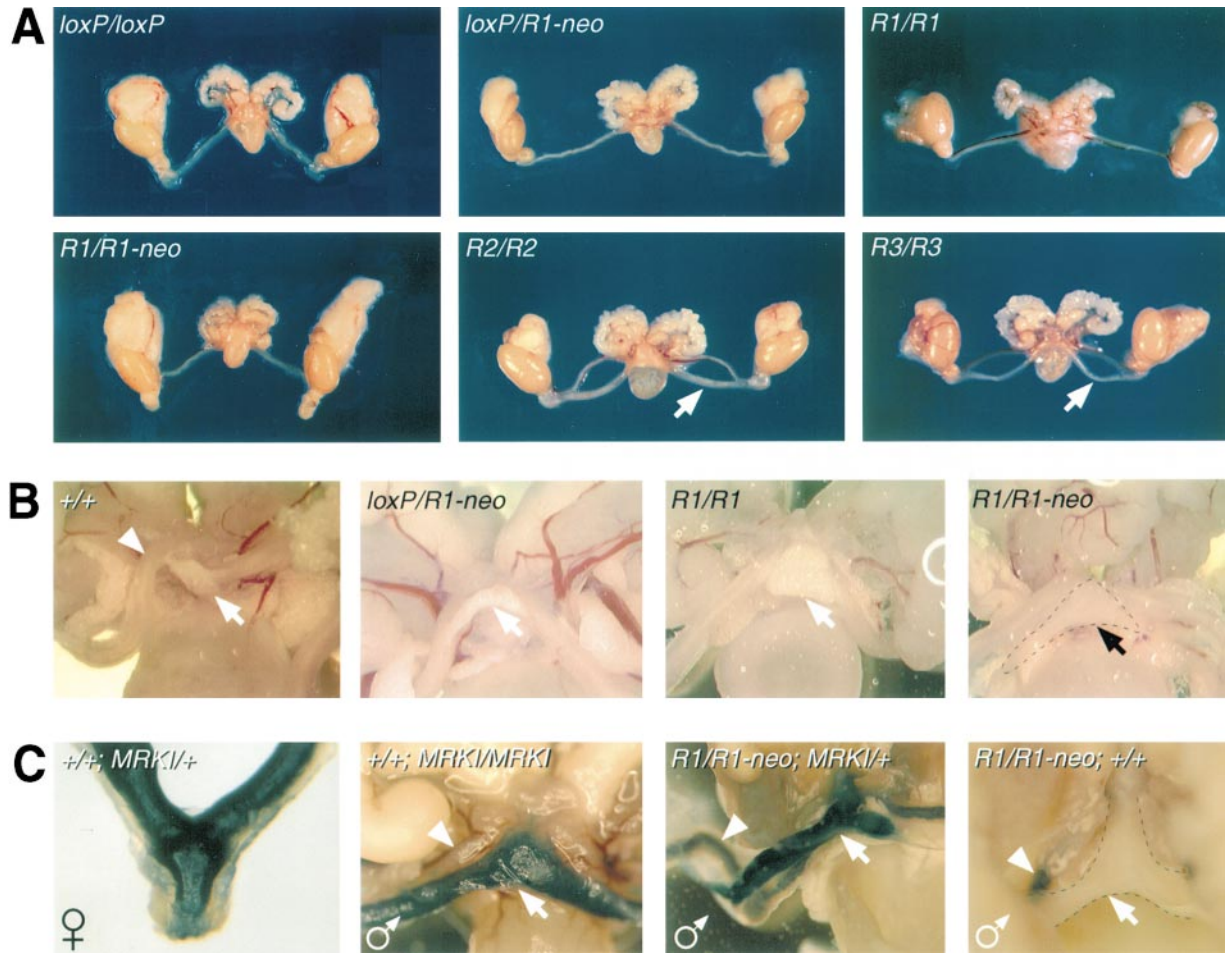 A
loxP/loxP
loxP/R1-neo
R1/R1
R1/R1-neo
R2/R2
R3/R3
B
+/+
loxP/R1-neo
R1/R1
R1/R1-neo
C
+/+; MRKI/+
+/+; MRKI/MRKI
R1/R1-neo; MRKI/+
R1/R1-neo; +/+
♀
♂
♂
♂